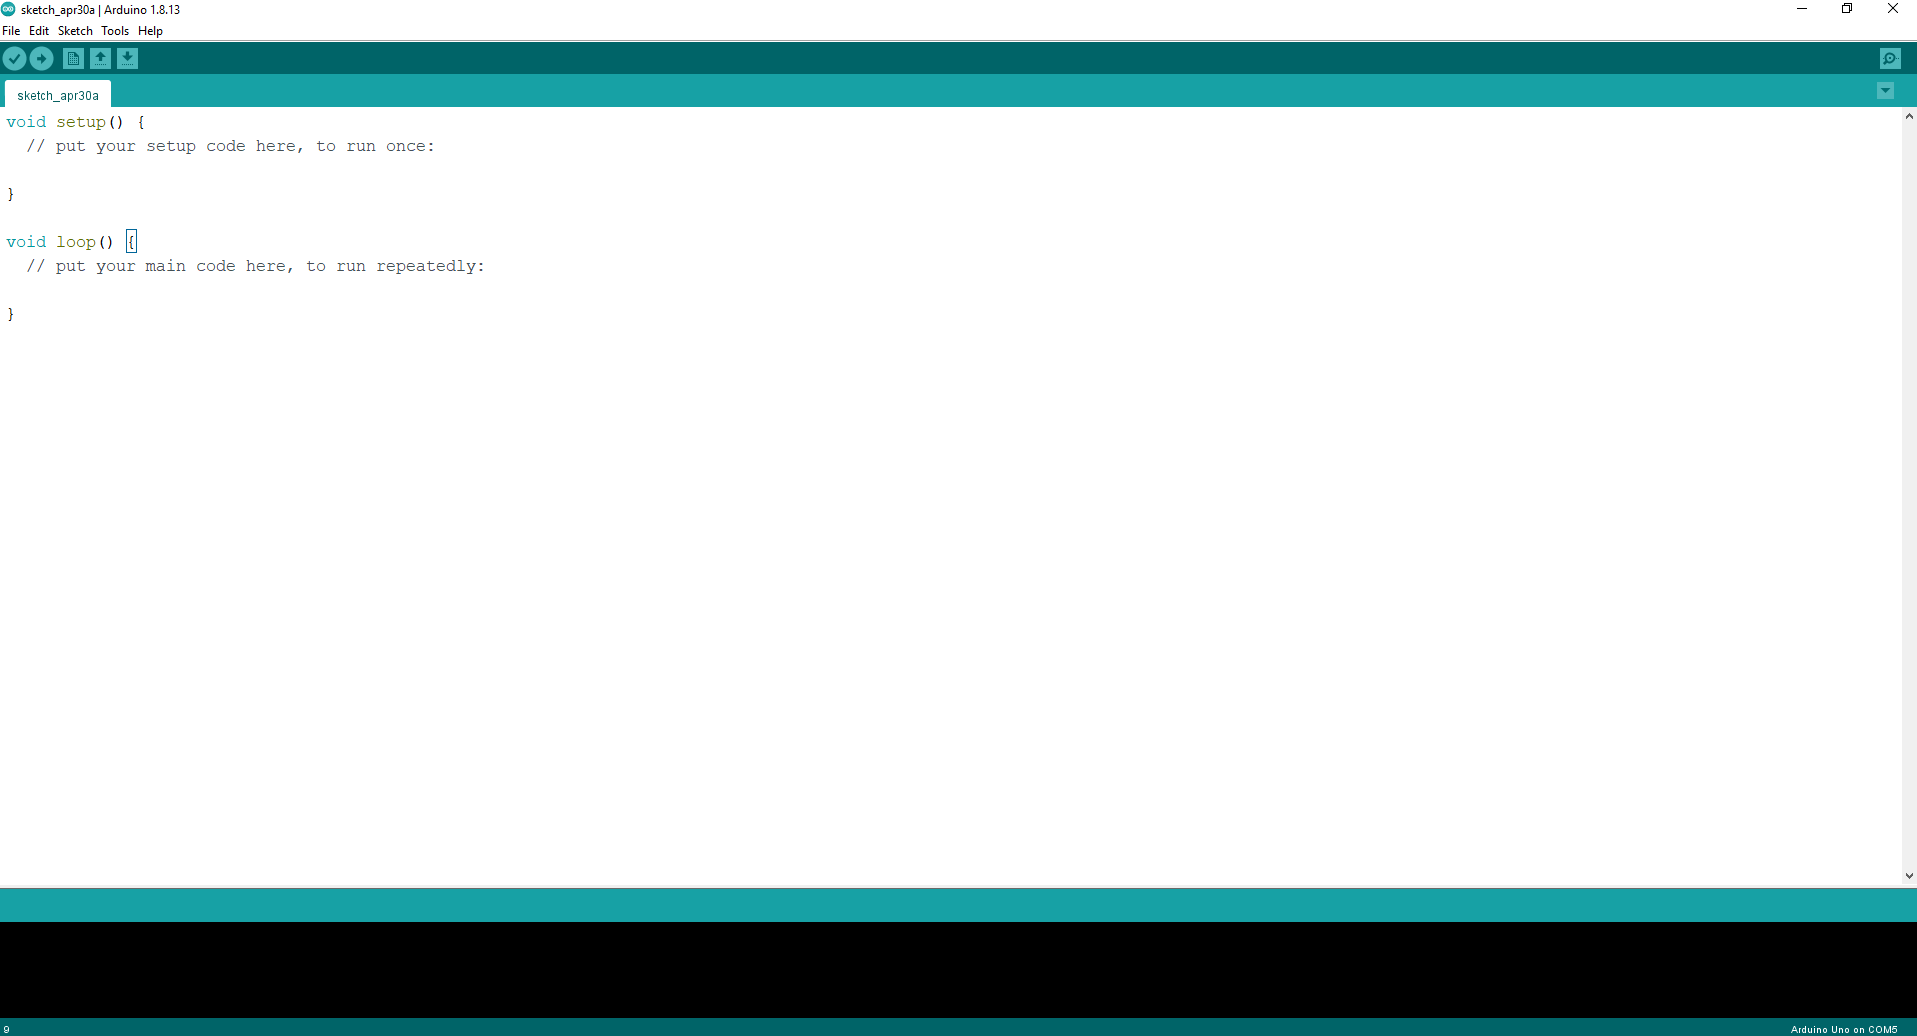 sketch_apr30a | Arduino 1.8.13
File Edit Sketch Tools Help
sketch_apr30a
void setup() {
  // put your setup code here, to run once:
}
void loop() {
  // put your main code here, to run repeatedly:
}
9
Arduino Uno on COM5